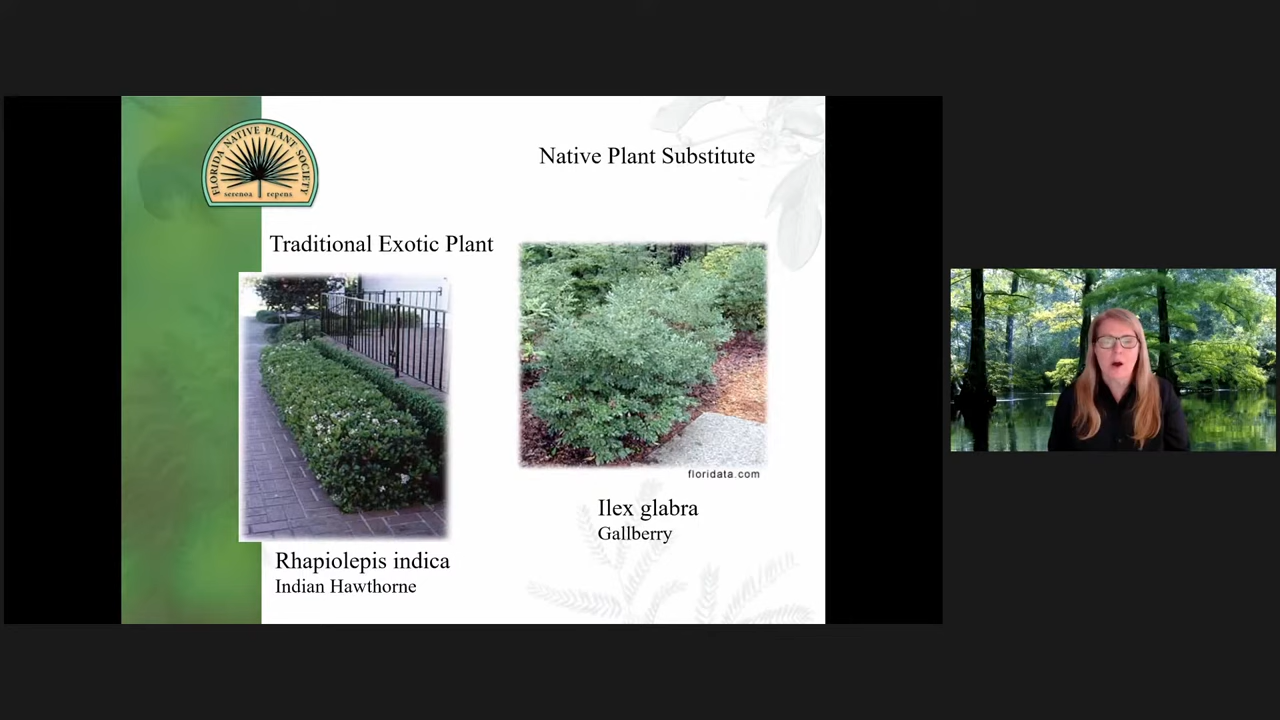 FLORIDA NATIVE PLANT SOCIETY
serenoa repens
Native Plant Substitute
Traditional Exotic Plant
floridata.com
Ilex glabra
Gallberry
Rhapiolepis indica
Indian Hawthorne